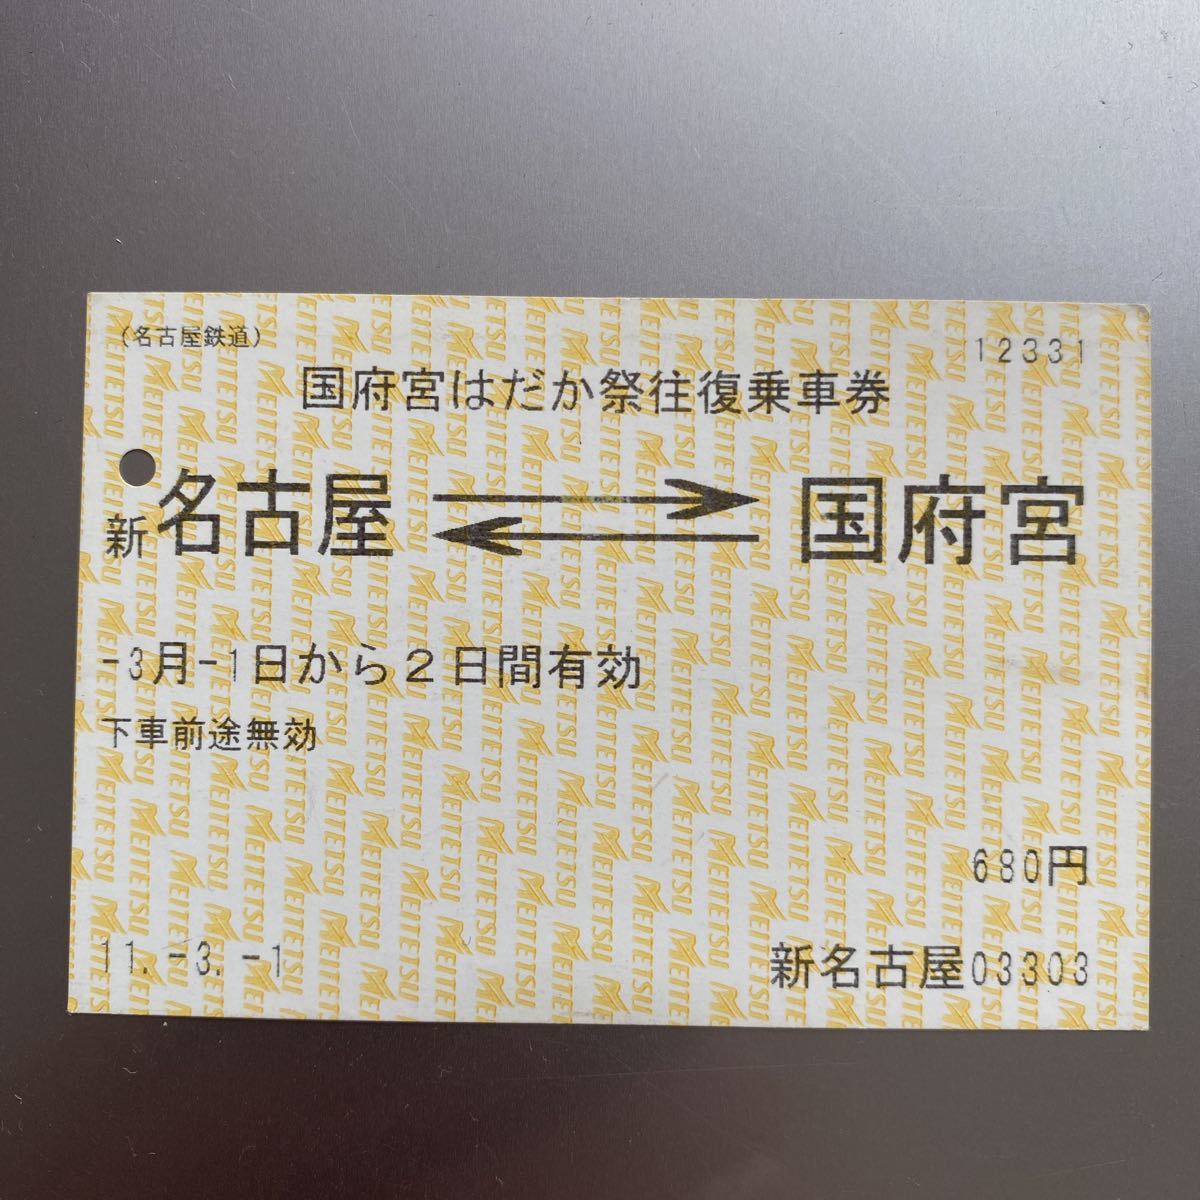 （名古屋鉄道）
12331
国府宮はだか祭往復乗車券
新名古屋
国府宮
-3月-1日から２日間有効
下車前途無効
680円
11.-3.-1
新名古屋03303
MEITETSU